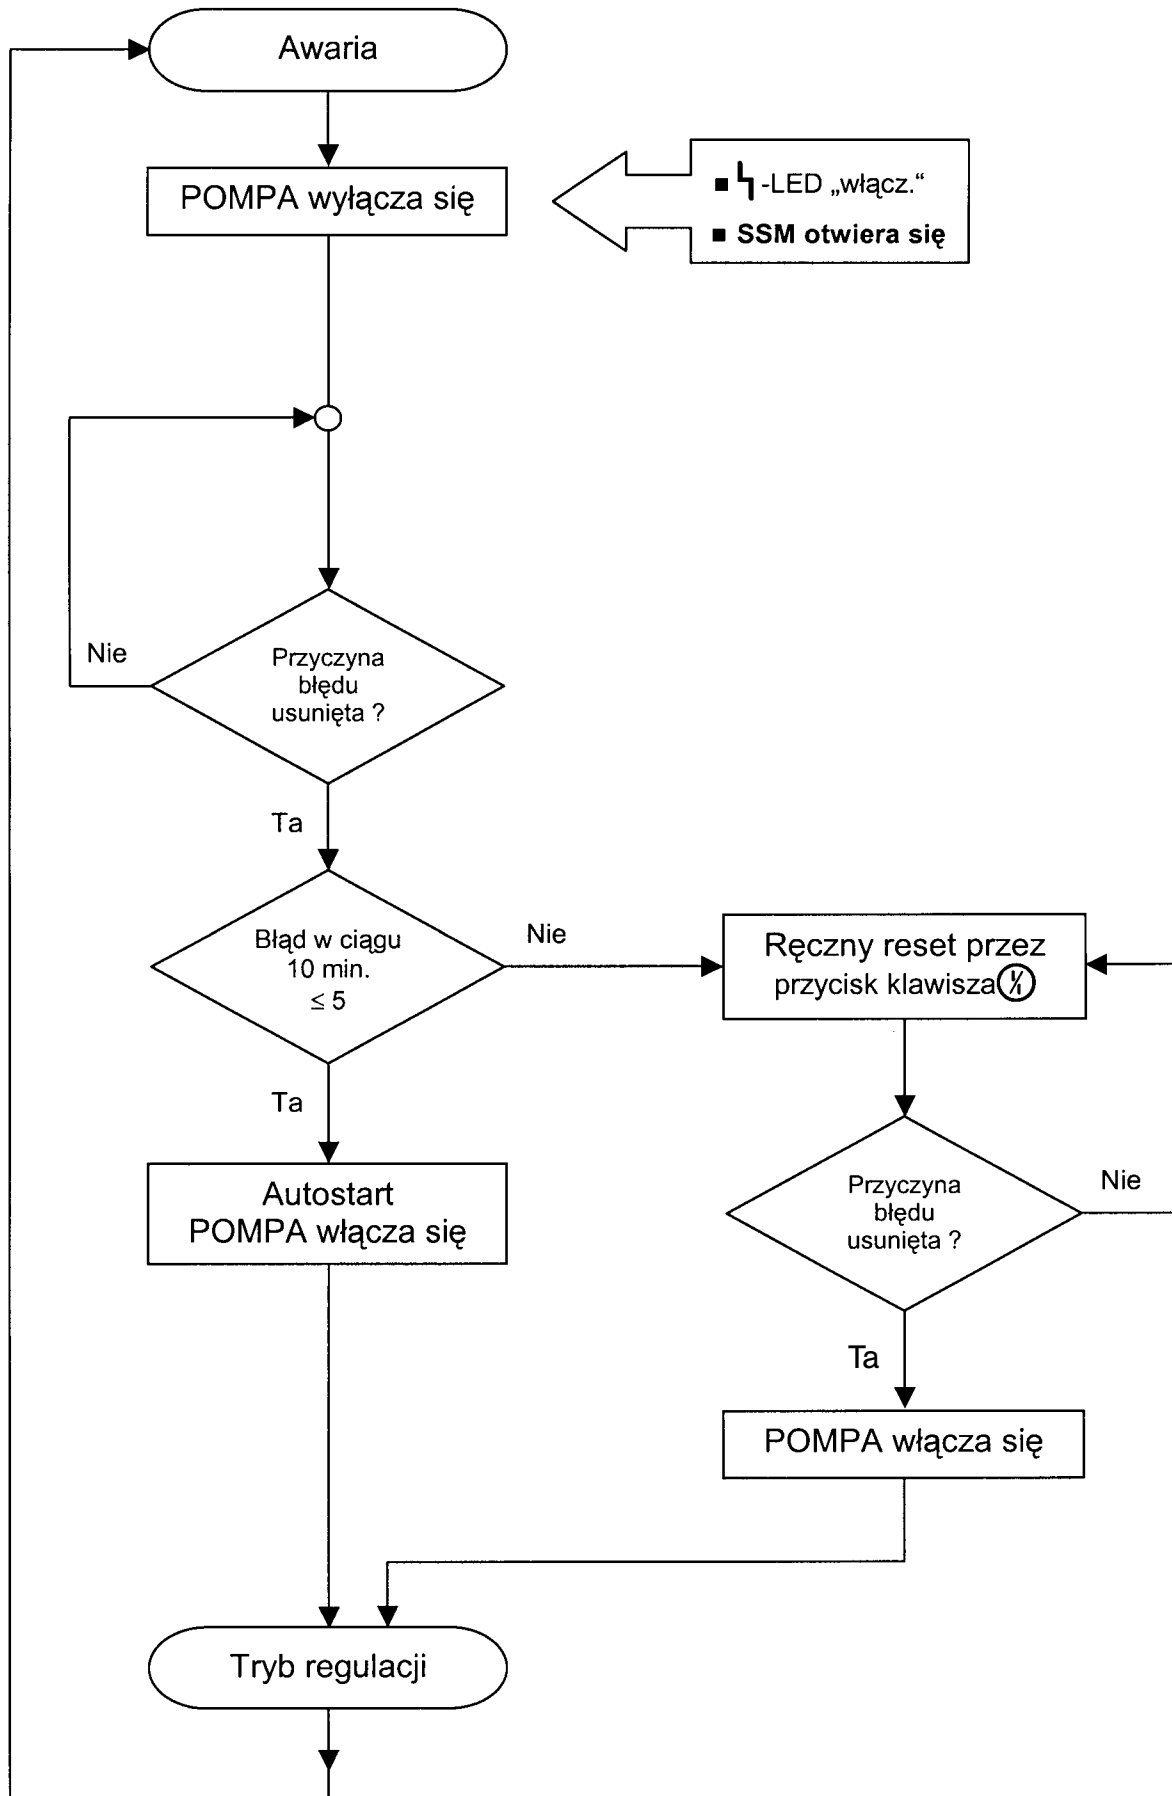 Awaria
POMPA wyłącza się
-LED „włącz.“
SSM otwiera się
Nie
Przyczyna
błędu
usunięta ?
Ta
Błąd w ciągu
10 min.
≤ 5
Nie
Ręczny reset przez
przycisk klawisza
Ta
Autostart
POMPA włącza się
Przyczyna
błędu
usunięta ?
Nie
Ta
POMPA włącza się
Tryb regulacji